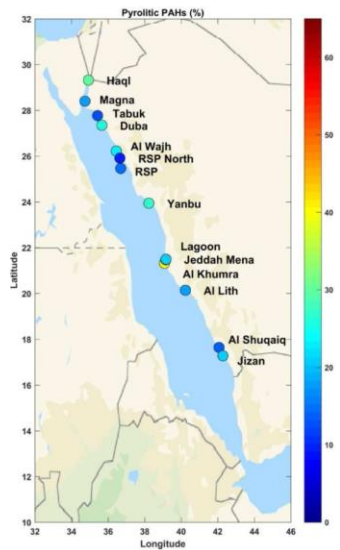 Pyrolitic PAHs (%)
32
30
28
26
24
22
20
18
16
14
12
10
Latitude
Haql
Magna
Tabuk
Duba
Al Wajh
RSP North
RSP
Yanbu
Lagoon
Jeddah Mena
Al Khumra
Al Lith
Al Shuqaiq
Jizan
32 34 36 38 40 42 44 46
Longitude
60
50
40
30
20
10
0